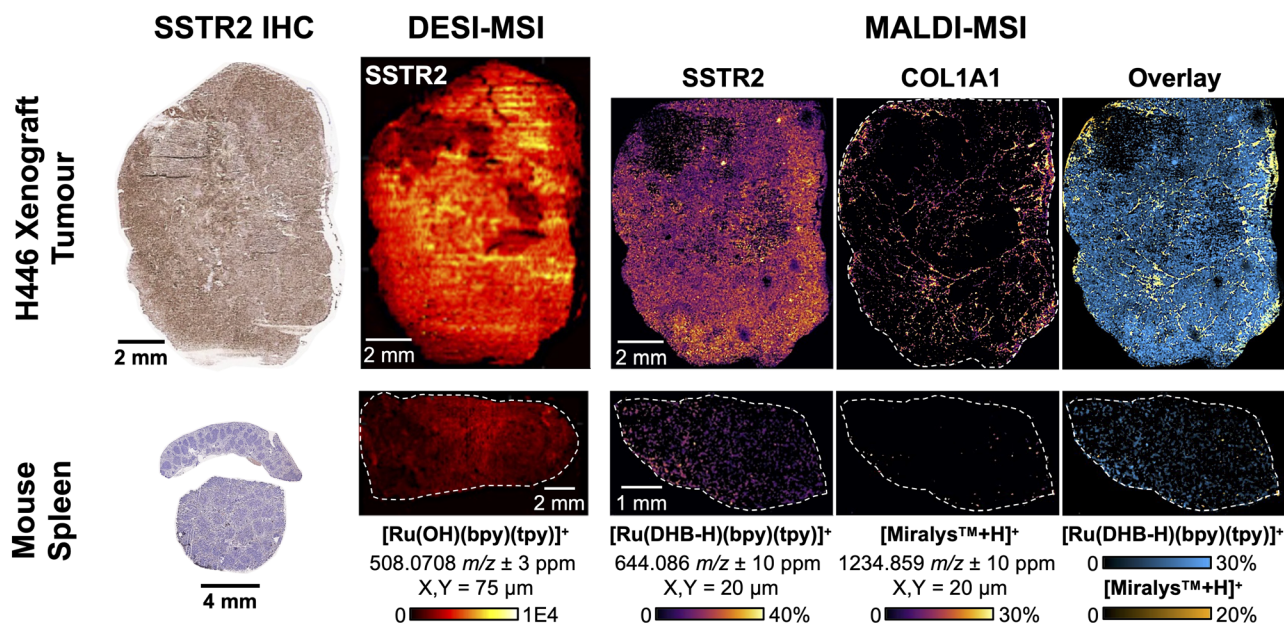 SSTR2 IHC
DESI-MSI
MALDI-MSI
SSTR2
SSTR2
COL1A1
Overlay
H446 Xenograft
Tumour
2 mm
2 mm
2 mm
Mouse
Spleen
4 mm
2 mm
1 mm
[Ru(OH)(bpy)(tpy)]⁺
508.0708 m/z ± 3 ppm
X,Y = 75 µm
0 1E4
[Ru(DHB-H)(bpy)(tpy)]⁺
644.086 m/z ± 10 ppm
X,Y = 20 µm
0 40%
[Miralys™+H]⁺
1234.859 m/z ± 10 ppm
X,Y = 20 µm
0 30%
[Ru(DHB-H)(bpy)(tpy)]⁺
0 30%
[Miralys™+H]⁺
0 20%